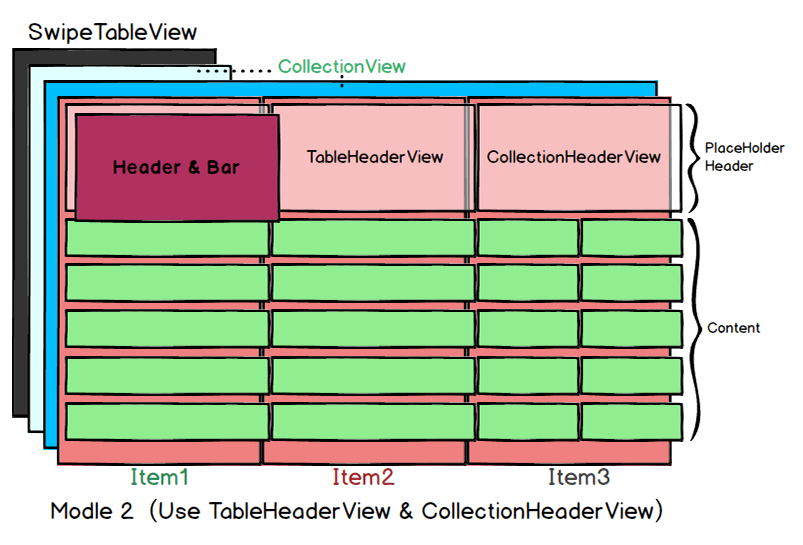 SwipeTableView
CollectionView
Header & Bar
TableHeaderView
CollectionHeaderView
PlaceHolder
Header
Content
Item1
Item2
Item3
Modle 2 (Use TableHeaderView & CollectionHeaderView)